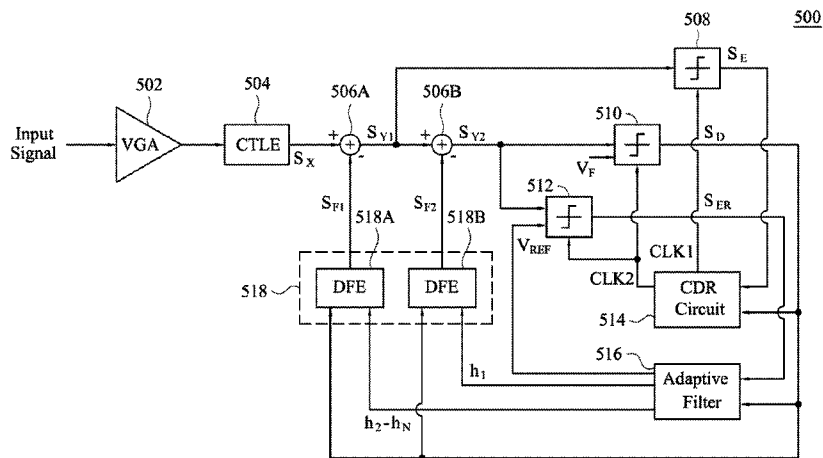 500
508
S_E
502
504
506A
506B
510
Input
Signal
VGA
CTLE
S_X
+
-
S_Y1
+
-
S_Y2
S_D
V_F
512
S_ER
V_REF
S_F1
S_F2
518A
518B
518
DFE
DFE
CLK1
CLK2
CDR
Circuit
514
516
Adaptive
Filter
h_1
h_2-h_N